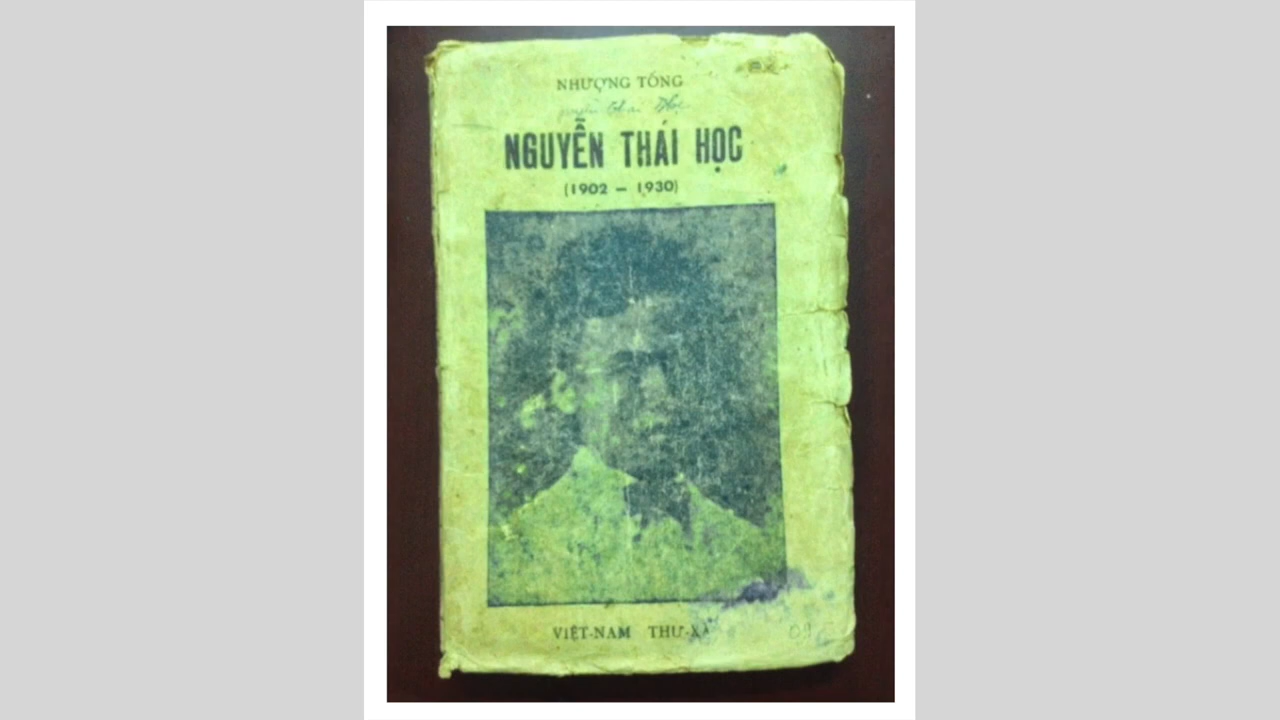 NHƯỢNG TỐNG
NGUYỄN THÁI HỌC
(1902 — 1930)
VIỆT-NAM THƯ-XÃ